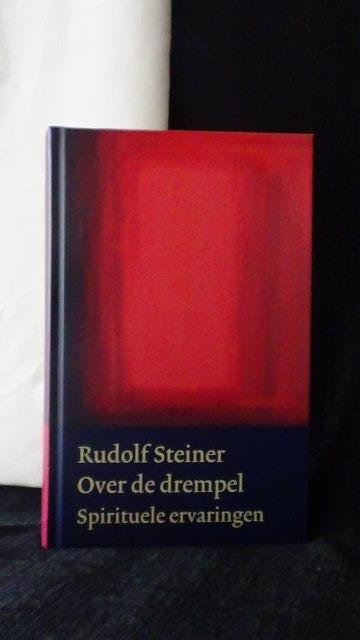 Rudolf Steiner
Over de drempel
Spirituele ervaringen